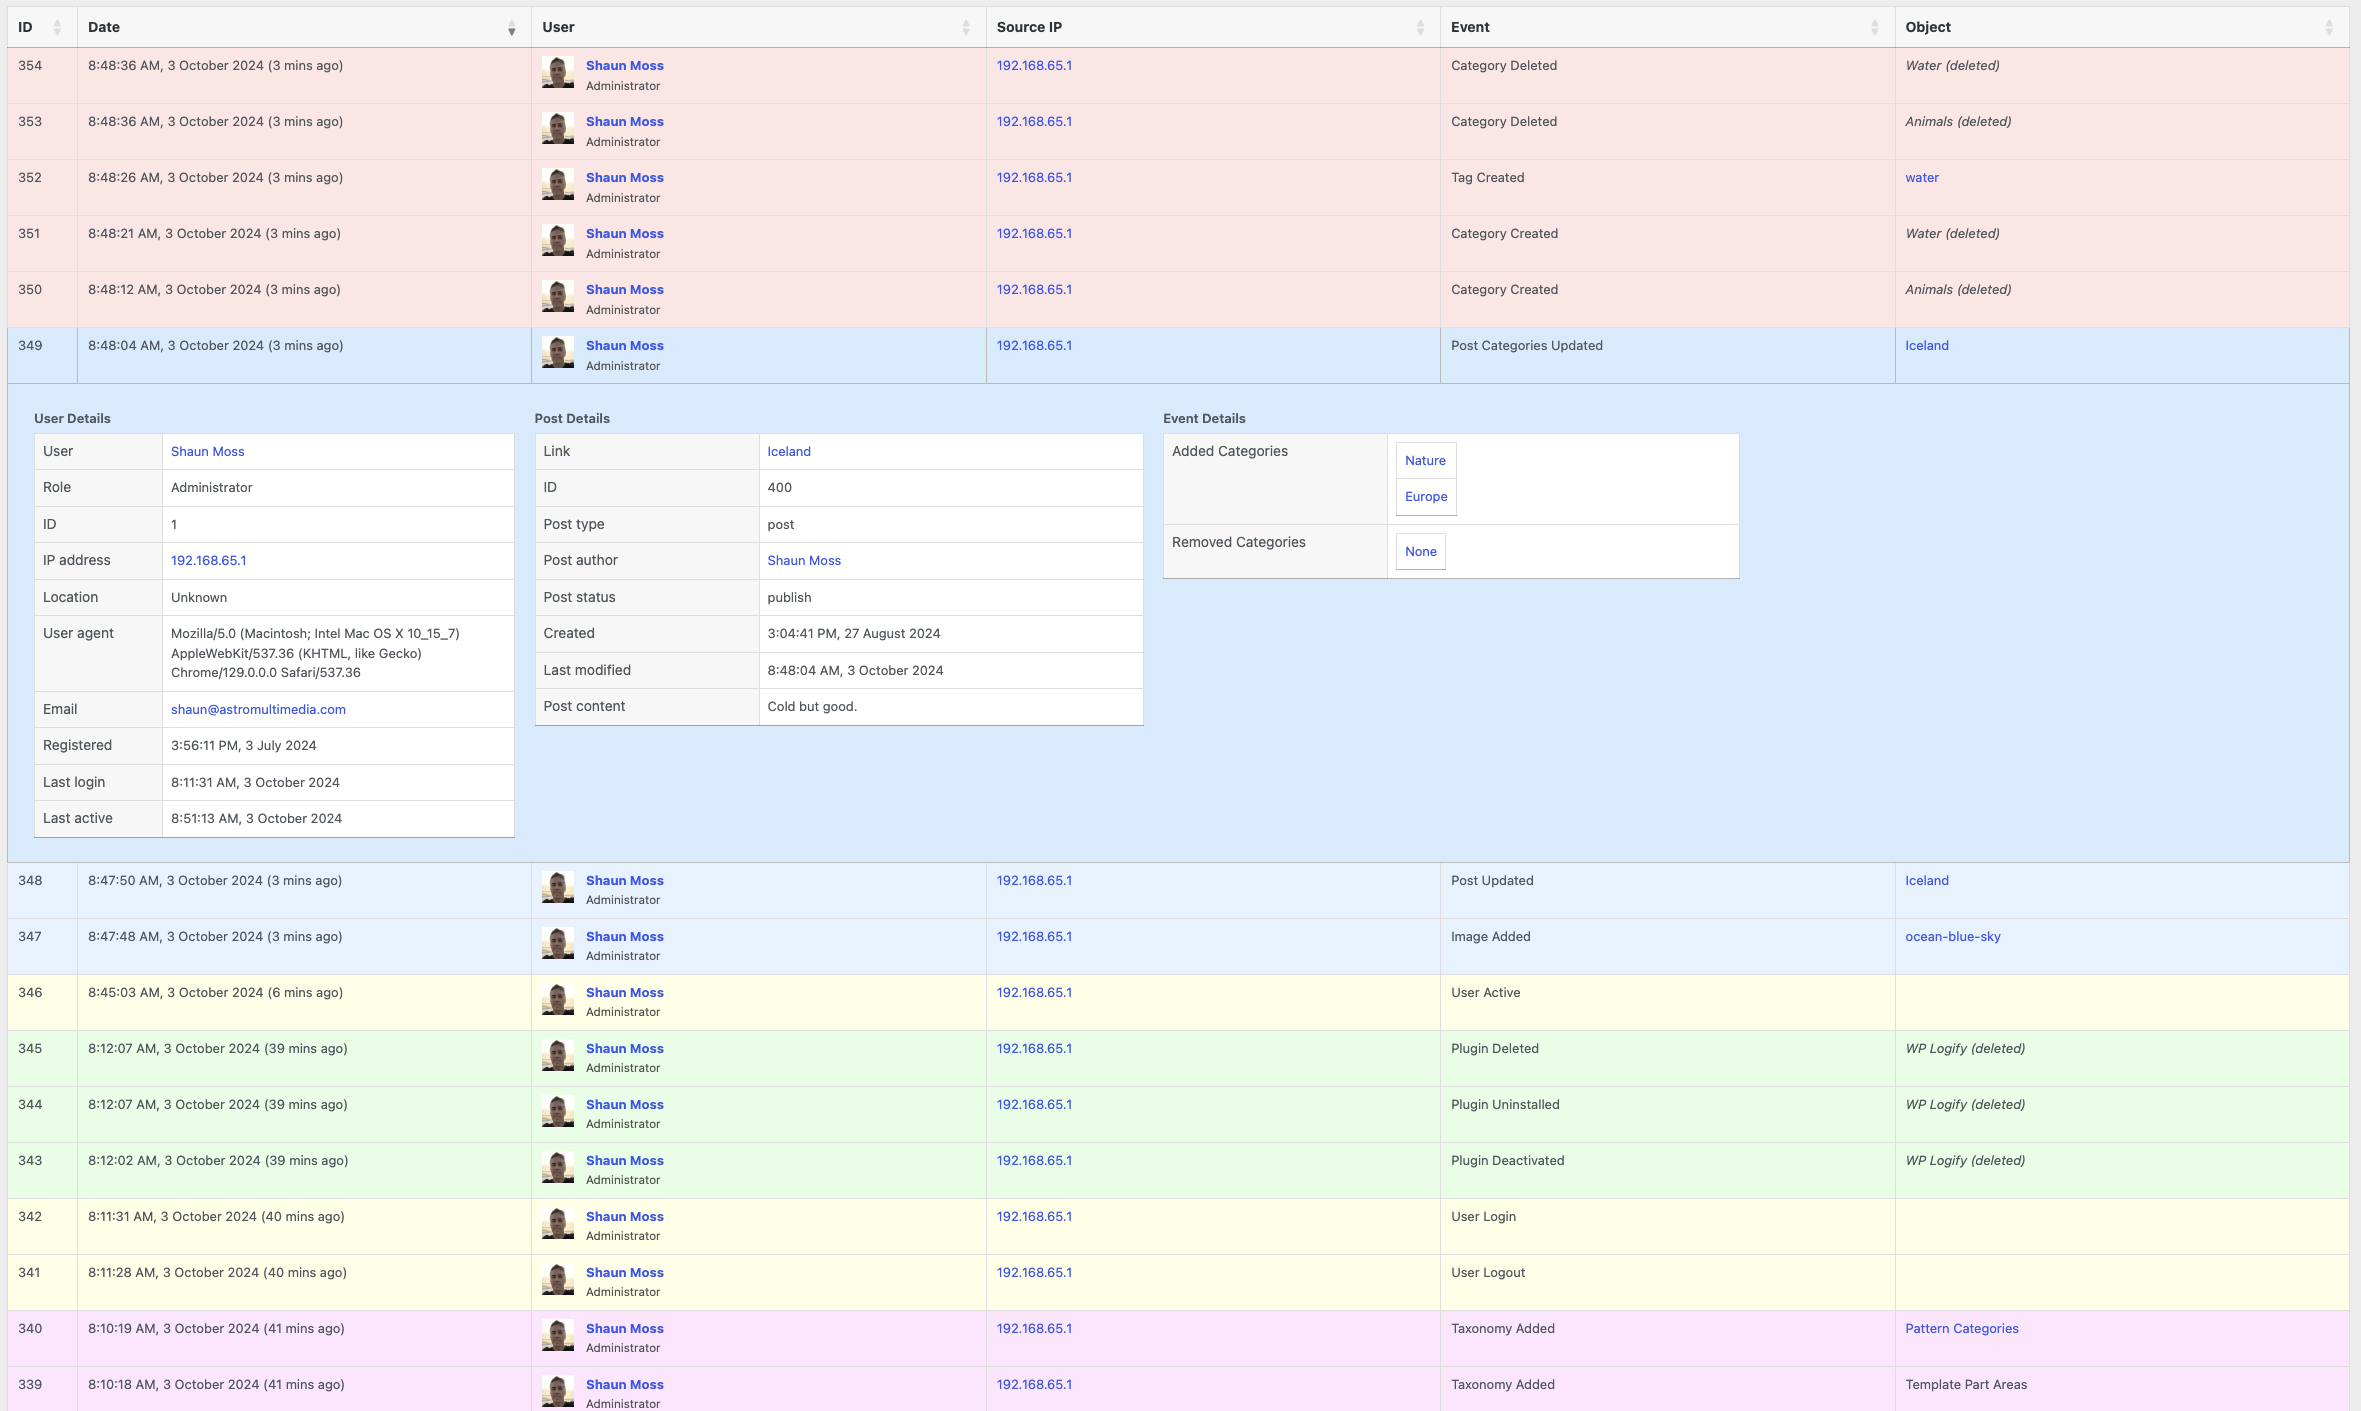 ID Date User Source IP Event Object
354 8:48:36 AM, 3 October 2024 (3 mins ago) Shaun Moss 192.168.65.1 Category Deleted Water (deleted)
Administrator
353 8:48:36 AM, 3 October 2024 (3 mins ago) Shaun Moss 192.168.65.1 Category Deleted Animals (deleted)
Administrator
352 8:48:26 AM, 3 October 2024 (3 mins ago) Shaun Moss 192.168.65.1 Tag Created water
Administrator
351 8:48:21 AM, 3 October 2024 (3 mins ago) Shaun Moss 192.168.65.1 Category Created Water (deleted)
Administrator
350 8:48:12 AM, 3 October 2024 (3 mins ago) Shaun Moss 192.168.65.1 Category Created Animals (deleted)
Administrator
349 8:48:04 AM, 3 October 2024 (3 mins ago) Shaun Moss 192.168.65.1 Post Categories Updated Iceland
Administrator
User Details
User Shaun Moss
Role Administrator
ID 1
IP address 192.168.65.1
Location Unknown
User agent Mozilla/5.0 (Macintosh; Intel Mac OS X 10_15_7)
AppleWebKit/537.36 (KHTML, like Gecko)
Chrome/129.0.0.0 Safari/537.36
Email shaun@astromultimedia.com
Registered 3:56:11 PM, 3 July 2024
Last login 8:11:31 AM, 3 October 2024
Last active 8:51:13 AM, 3 October 2024
Post Details
Link Iceland
ID 400
Post type post
Post author Shaun Moss
Post status publish
Created 3:04:41 PM, 27 August 2024
Last modified 8:48:04 AM, 3 October 2024
Post content Cold but good.
Event Details
Added Categories Nature
Europe
Removed Categories None
348 8:47:50 AM, 3 October 2024 (3 mins ago) Shaun Moss 192.168.65.1 Post Updated Iceland
Administrator
347 8:47:48 AM, 3 October 2024 (3 mins ago) Shaun Moss 192.168.65.1 Image Added ocean-blue-sky
Administrator
346 8:45:03 AM, 3 October 2024 (6 mins ago) Shaun Moss 192.168.65.1 User Active
Administrator
345 8:12:07 AM, 3 October 2024 (39 mins ago) Shaun Moss 192.168.65.1 Plugin Deleted WP Logify (deleted)
Administrator
344 8:12:07 AM, 3 October 2024 (39 mins ago) Shaun Moss 192.168.65.1 Plugin Uninstalled WP Logify (deleted)
Administrator
343 8:12:02 AM, 3 October 2024 (39 mins ago) Shaun Moss 192.168.65.1 Plugin Deactivated WP Logify (deleted)
Administrator
342 8:11:31 AM, 3 October 2024 (40 mins ago) Shaun Moss 192.168.65.1 User Login
Administrator
341 8:11:28 AM, 3 October 2024 (40 mins ago) Shaun Moss 192.168.65.1 User Logout
Administrator
340 8:10:19 AM, 3 October 2024 (41 mins ago) Shaun Moss 192.168.65.1 Taxonomy Added Pattern Categories
Administrator
339 8:10:18 AM, 3 October 2024 (41 mins ago) Shaun Moss 192.168.65.1 Taxonomy Added Template Part Areas
Administrator